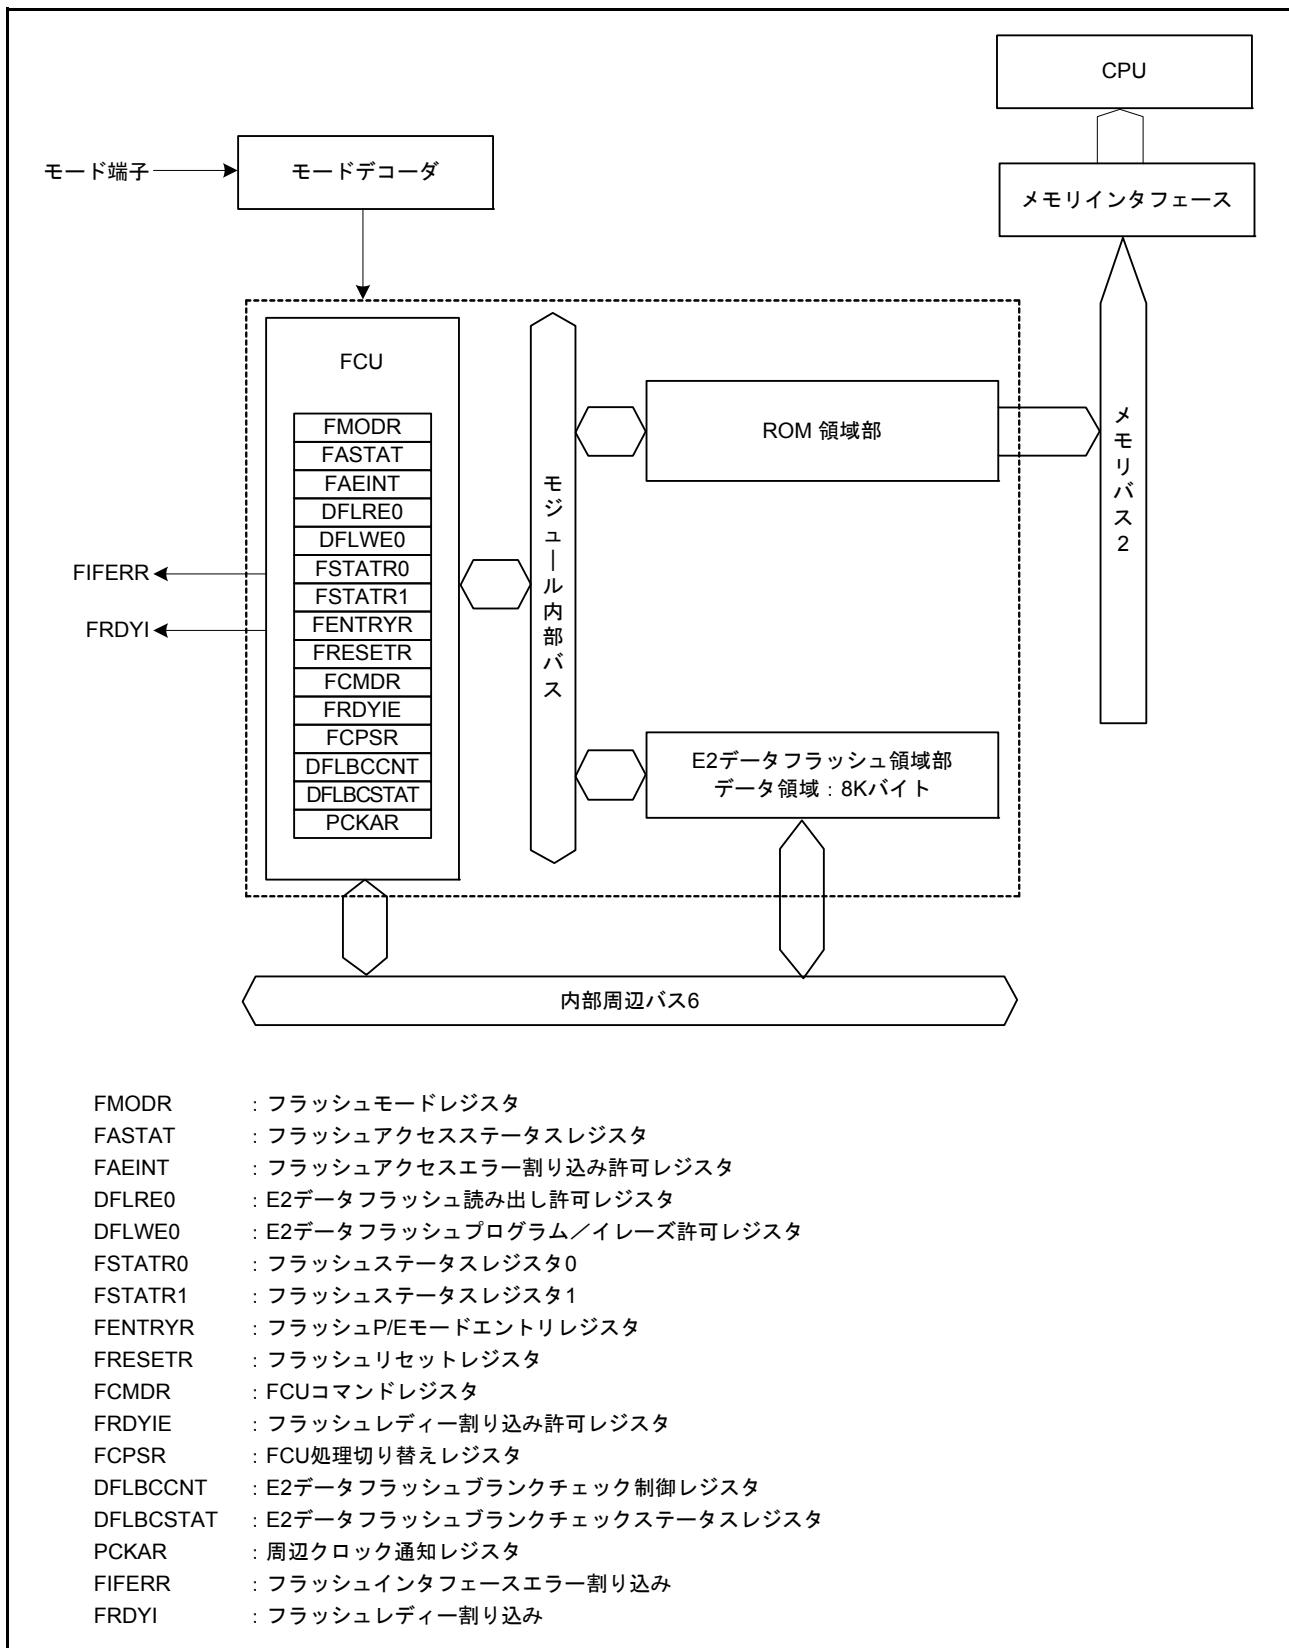 CPU
モード端子
モードデコーダ
メモリインタフェース
FCU
FMODR
FASTAT
FAEINT
DFLRE0
DFLWE0
FSTATR0
FSTATR1
FENTRYR
FRESETR
FCMDR
FRDYIE
FCPSR
DFLBCCNT
DFLBCSTAT
PCKAR
FIFERR
FRDYI
モジュール内部バス
ROM 領域部
メモリバス2
E2データフラッシュ領域部
データ領域：8Kバイト
内部周辺バス6
FMODR : フラッシュモードレジスタ
FASTAT : フラッシュアクセスステータスレジスタ
FAEINT : フラッシュアクセスエラー割り込み許可レジスタ
DFLRE0 : E2データフラッシュ読み出し許可レジスタ
DFLWE0 : E2データフラッシュプログラム／イレーズ許可レジスタ
FSTATR0 : フラッシュステータスレジスタ0
FSTATR1 : フラッシュステータスレジスタ1
FENTRYR : フラッシュP/Eモードエントリレジスタ
FRESETR : フラッシュリセットレジスタ
FCMDR : FCUコマンドレジスタ
FRDYIE : フラッシュレディー割り込み許可レジスタ
FCPSR : FCU処理切り替えレジスタ
DFLBCCNT : E2データフラッシュブランクチェック制御レジスタ
DFLBCSTAT : E2データフラッシュブランクチェックステータスレジスタ
PCKAR : 周辺クロック通知レジスタ
FIFERR : フラッシュインタフェースエラー割り込み
FRDYI : フラッシュレディー割り込み